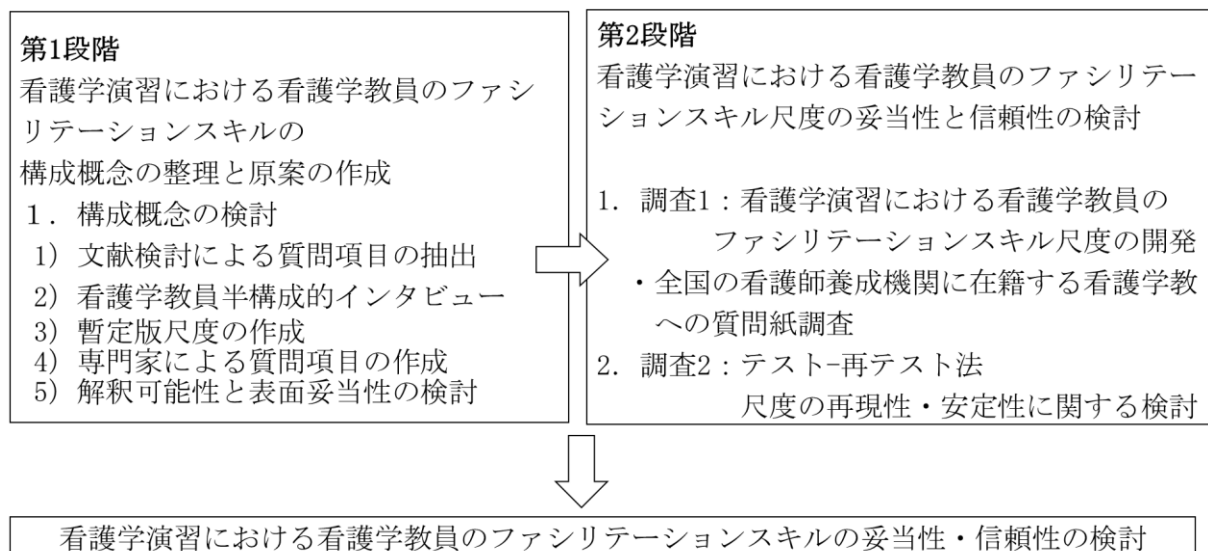 第1段階
看護学演習における看護学教員のファシ
リテーションスキルの
構成概念の整理と原案の作成
1．構成概念の検討
1）文献検討による質問項目の抽出
2）看護学教員半構成的インタビュー
3）暫定版尺度の作成
4）専門家による質問項目の作成
5）解釈可能性と表面妥当性の検討
第2段階
看護学演習における看護学教員のファシリテー
ションスキル尺度の妥当性と信頼性の検討
1．調査1：看護学演習における看護学教員の
ファシリテーションスキル尺度の開発
・全国の看護師養成機関に在籍する看護学教
への質問紙調査
2．調査2：テスト-再テスト法
尺度の再現性・安定性に関する検討
看護学演習における看護学教員のファシリテーションスキルの妥当性・信頼性の検討